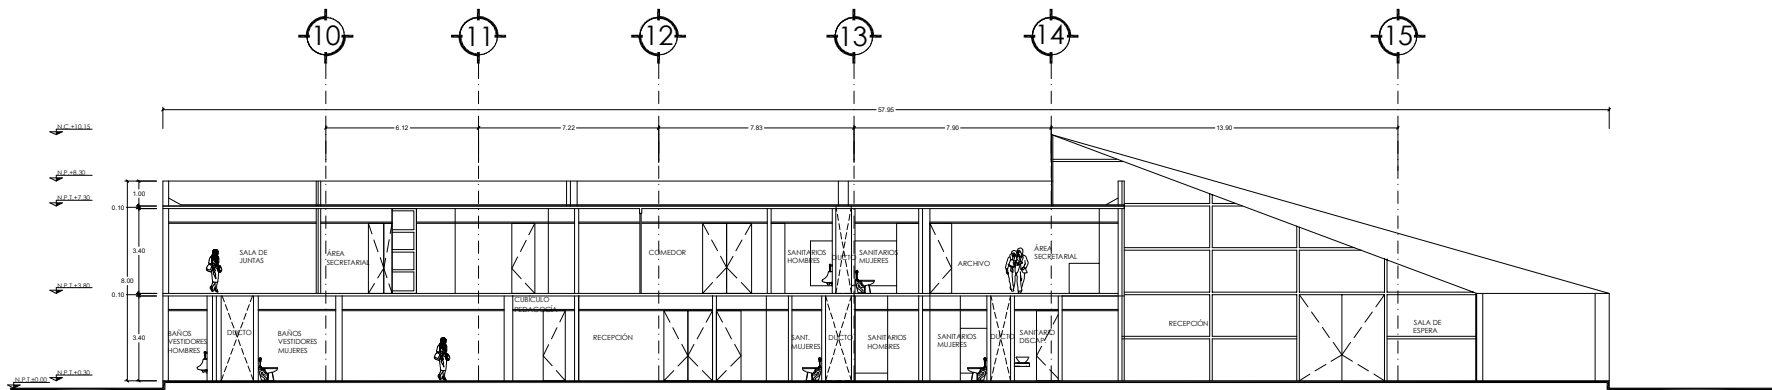 10
11
12
13
14
15
57.95
6.12
7.22
7.83
7.90
13.90
N.C.+10.15
N.P.+8.30
N.P.T.+7.30
N.P.T.+3.80
N.P.T.+0.30
N.P.T.±0.00
1.00
0.10
3.40
8.00
0.10
3.40
SALA DE
JUNTAS
ÁREA
SECRETARIAL
COMEDOR
SANITARIOS
HOMBRES
DUCTO
SANITARIOS
MUJERES
ARCHIVO
ÁREA
SECRETARIAL
BAÑOS
VESTIDORES
HOMBRES
DUCTO
BAÑOS
VESTIDORES
MUJERES
CUBÍCULO
PEDAGOGÍA
RECEPCIÓN
SANT.
MUJERES
DUCTO
SANITARIOS
HOMBRES
SANITARIOS
MUJERES
DUCTO
SANITARIO
DISCAP.
RECEPCIÓN
SALA DE
ESPERA